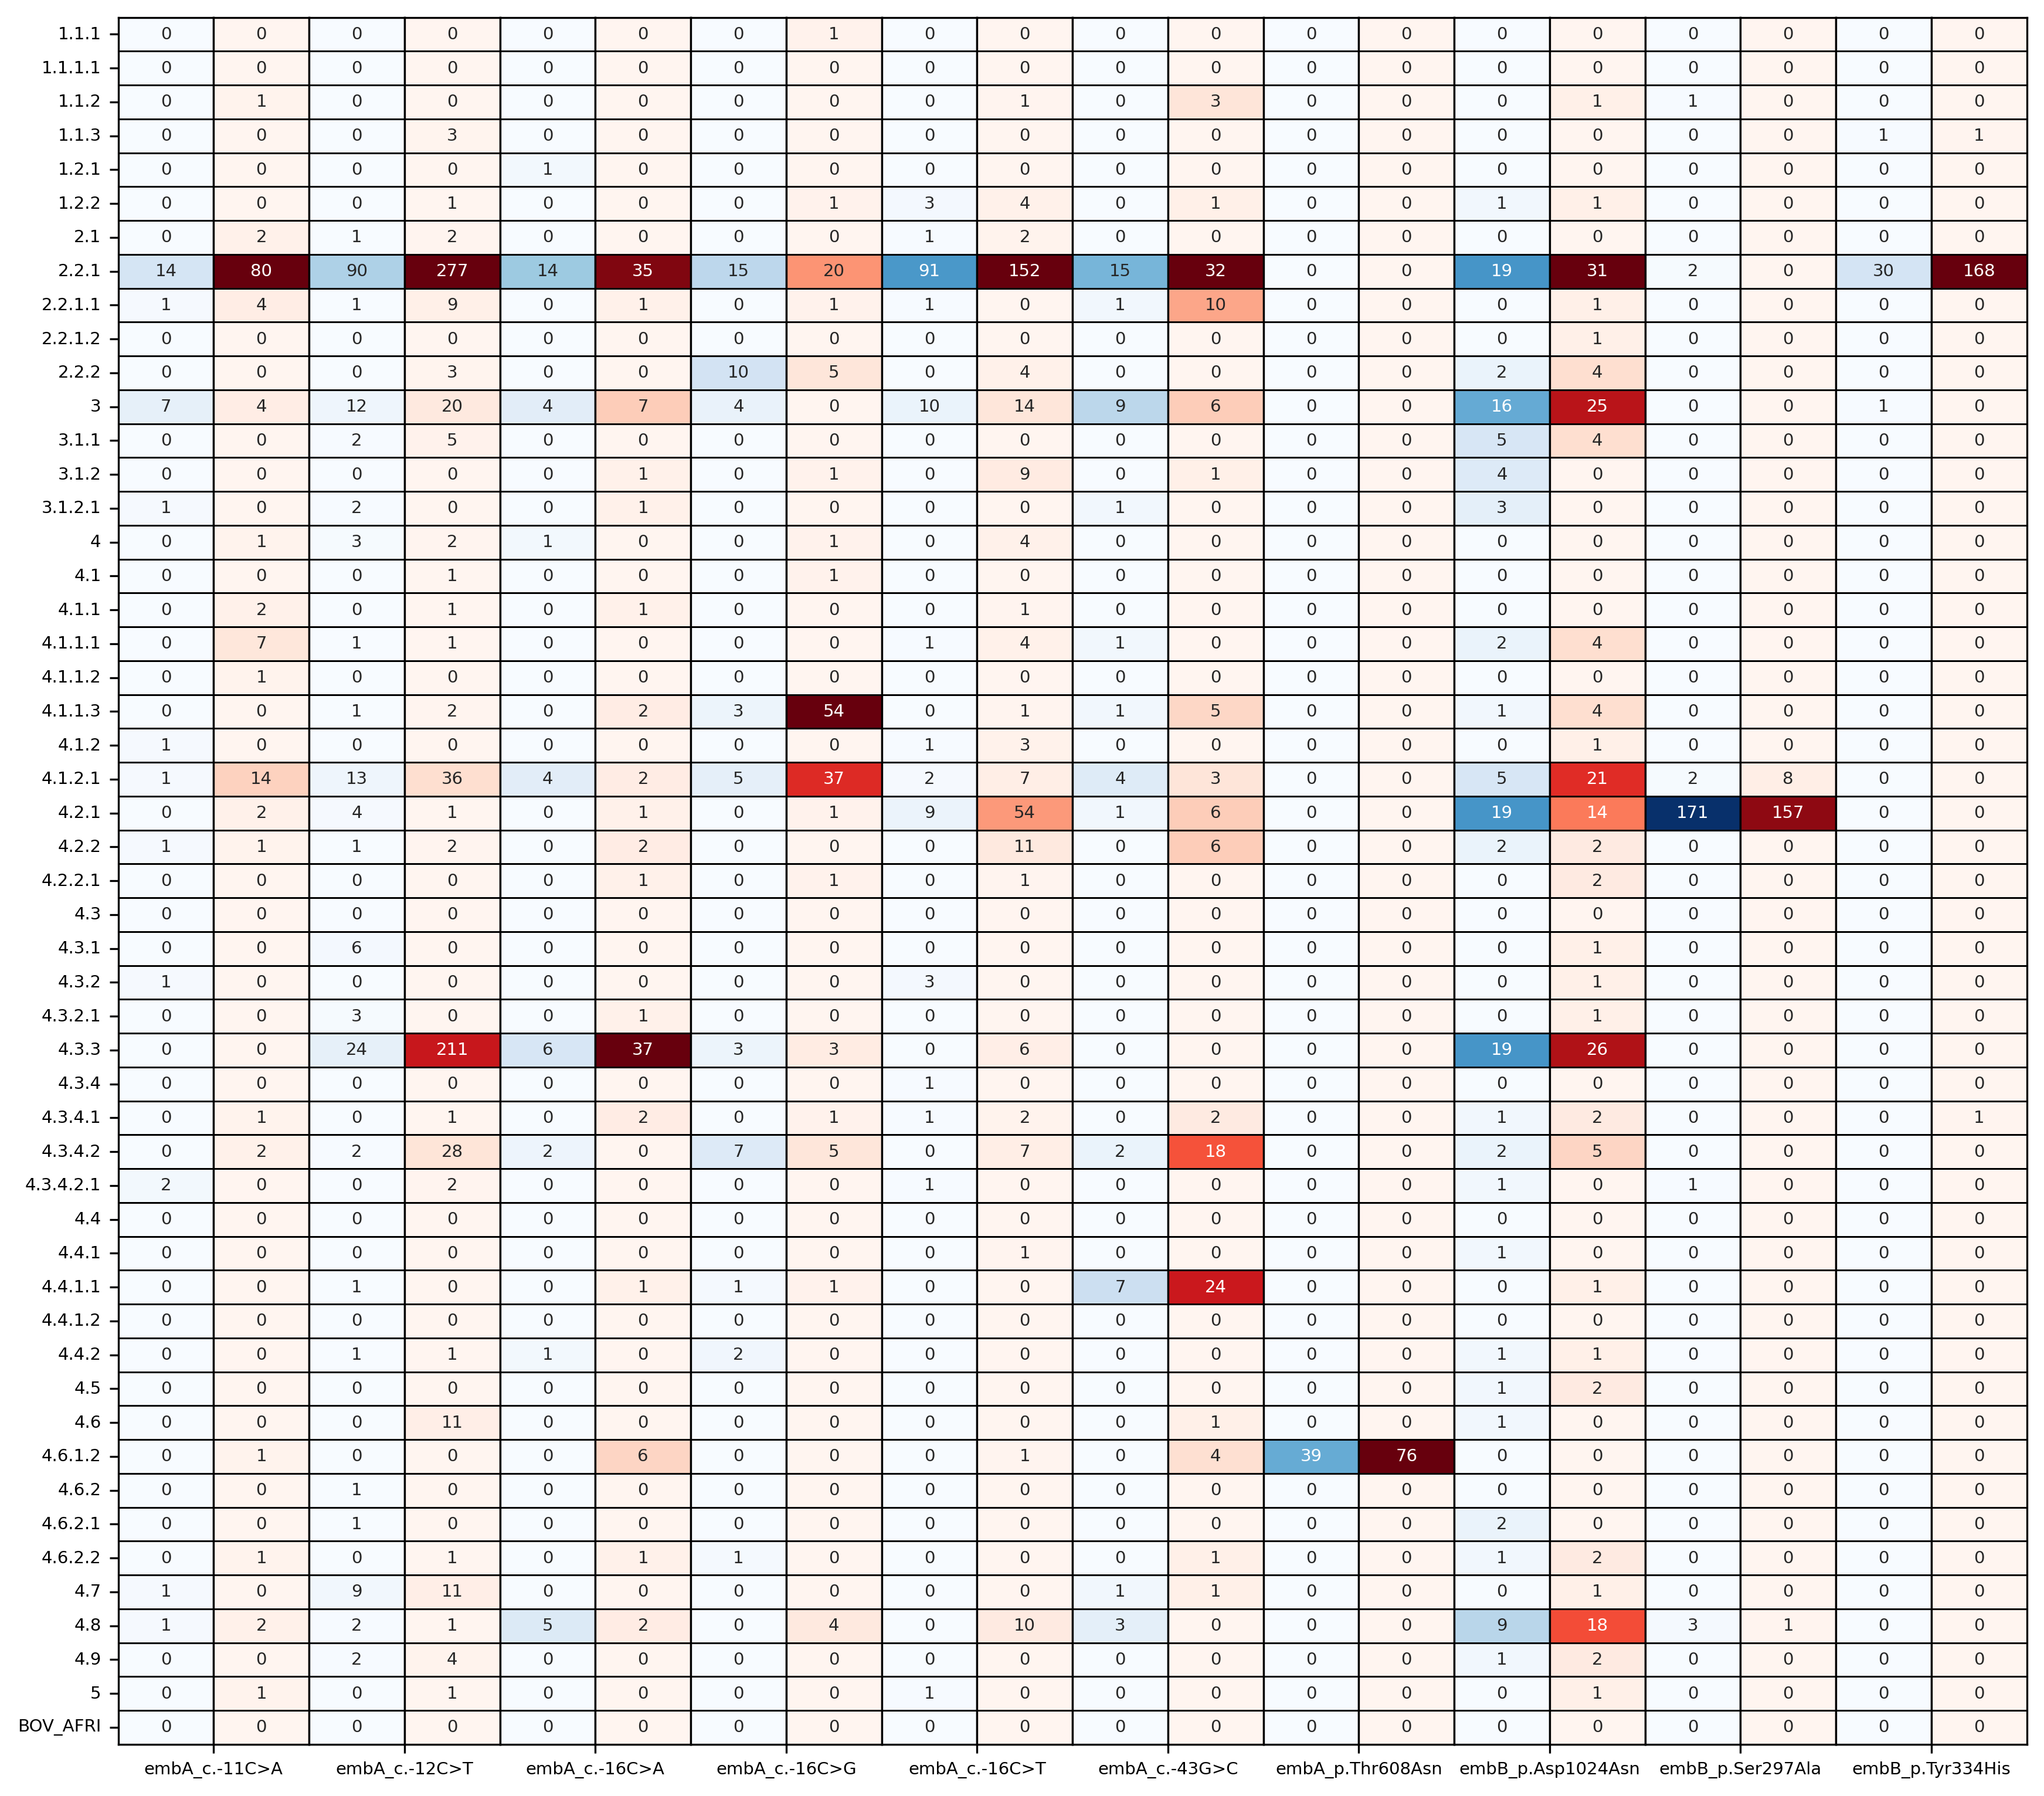 1.1.1 0 0 0 0 0 0 0 1 0 0 0 0 0 0 0 0 0 0 0 0
1.1.1.1 0 0 0 0 0 0 0 0 0 0 0 0 0 0 0 0 0 0 0 0
1.1.2 0 1 0 0 0 0 0 0 0 1 0 3 0 0 0 1 1 0 0 0
1.1.3 0 0 0 3 0 0 0 0 0 0 0 0 0 0 0 0 0 0 1 1
1.2.1 0 0 0 0 1 0 0 0 0 0 0 0 0 0 0 0 0 0 0 0
1.2.2 0 0 0 1 0 0 0 1 3 4 0 1 0 0 1 1 0 0 0 0
2.1 0 2 1 2 0 0 0 0 1 2 0 0 0 0 0 0 0 0 0 0
2.2.1 14 80 90 277 14 35 15 20 91 152 15 32 0 0 19 31 2 0 30 168
2.2.1.1 1 4 1 9 0 1 0 1 1 0 1 10 0 0 0 1 0 0 0 0
2.2.1.2 0 0 0 0 0 0 0 0 0 0 0 0 0 0 0 1 0 0 0 0
2.2.2 0 0 0 3 0 0 10 5 0 4 0 0 0 0 2 4 0 0 0 0
3 7 4 12 20 4 7 4 0 10 14 9 6 0 0 16 25 0 0 1 0
3.1.1 0 0 2 5 0 0 0 0 0 0 0 0 0 0 5 4 0 0 0 0
3.1.2 0 0 0 0 0 1 0 1 0 9 0 1 0 0 4 0 0 0 0 0
3.1.2.1 1 0 2 0 0 1 0 0 0 0 1 0 0 0 3 0 0 0 0 0
4 0 1 3 2 1 0 0 1 0 4 0 0 0 0 0 0 0 0 0 0
4.1 0 0 0 1 0 0 0 1 0 0 0 0 0 0 0 0 0 0 0 0
4.1.1 0 2 0 1 0 1 0 0 0 1 0 0 0 0 0 0 0 0 0 0
4.1.1.1 0 7 1 1 0 0 0 0 1 4 1 0 0 0 2 4 0 0 0 0
4.1.1.2 0 1 0 0 0 0 0 0 0 0 0 0 0 0 0 0 0 0 0 0
4.1.1.3 0 0 1 2 0 2 3 54 0 1 1 5 0 0 1 4 0 0 0 0
4.1.2 1 0 0 0 0 0 0 0 1 3 0 0 0 0 0 1 0 0 0 0
4.1.2.1 1 14 13 36 4 2 5 37 2 7 4 3 0 0 5 21 2 8 0 0
4.2.1 0 2 4 1 0 1 0 1 9 54 1 6 0 0 19 14 171 157 0 0
4.2.2 1 1 1 2 0 2 0 0 0 11 0 6 0 0 2 2 0 0 0 0
4.2.2.1 0 0 0 0 0 1 0 1 0 1 0 0 0 0 0 2 0 0 0 0
4.3 0 0 0 0 0 0 0 0 0 0 0 0 0 0 0 0 0 0 0 0
4.3.1 0 0 6 0 0 0 0 0 0 0 0 0 0 0 0 1 0 0 0 0
4.3.2 1 0 0 0 0 0 0 0 3 0 0 0 0 0 0 1 0 0 0 0
4.3.2.1 0 0 3 0 0 1 0 0 0 0 0 0 0 0 0 1 0 0 0 0
4.3.3 0 0 24 211 6 37 3 3 0 6 0 0 0 0 19 26 0 0 0 0
4.3.4 0 0 0 0 0 0 0 0 1 0 0 0 0 0 0 0 0 0 0 0
4.3.4.1 0 1 0 1 0 2 0 1 1 2 0 2 0 0 1 2 0 0 0 1
4.3.4.2 0 2 2 28 2 0 7 5 0 7 2 18 0 0 2 5 0 0 0 0
4.3.4.2.1 2 0 0 2 0 0 0 0 1 0 0 0 0 0 1 0 1 0 0 0
4.4 0 0 0 0 0 0 0 0 0 0 0 0 0 0 0 0 0 0 0 0
4.4.1 0 0 0 0 0 0 0 0 0 1 0 0 0 0 1 0 0 0 0 0
4.4.1.1 0 0 1 0 0 1 1 1 0 0 7 24 0 0 0 1 0 0 0 0
4.4.1.2 0 0 0 0 0 0 0 0 0 0 0 0 0 0 0 0 0 0 0 0
4.4.2 0 0 1 1 1 0 2 0 0 0 0 0 0 0 1 1 0 0 0 0
4.5 0 0 0 0 0 0 0 0 0 0 0 0 0 0 1 2 0 0 0 0
4.6 0 0 0 11 0 0 0 0 0 0 0 1 0 0 1 0 0 0 0 0
4.6.1.2 0 1 0 0 0 6 0 0 0 1 0 4 39 76 0 0 0 0 0 0
4.6.2 0 0 1 0 0 0 0 0 0 0 0 0 0 0 0 0 0 0 0 0
4.6.2.1 0 0 1 0 0 0 0 0 0 0 0 0 0 0 2 0 0 0 0 0
4.6.2.2 0 1 0 1 0 1 1 0 0 0 0 1 0 0 1 2 0 0 0 0
4.7 1 0 9 11 0 0 0 0 0 0 1 1 0 0 0 1 0 0 0 0
4.8 1 2 2 1 5 2 0 4 0 10 3 0 0 0 9 18 3 1 0 0
4.9 0 0 2 4 0 0 0 0 0 0 0 0 0 0 1 2 0 0 0 0
5 0 1 0 1 0 0 0 0 1 0 0 0 0 0 0 1 0 0 0 0
BOV_AFRI 0 0 0 0 0 0 0 0 0 0 0 0 0 0 0 0 0 0 0 0
embA_c.-11C>A embA_c.-12C>T embA_c.-16C>A embA_c.-16C>G embA_c.-16C>T embA_c.-43G>C embA_p.Thr608Asn embB_p.Asp1024Asn embB_p.Ser297Ala embB_p.Tyr334His